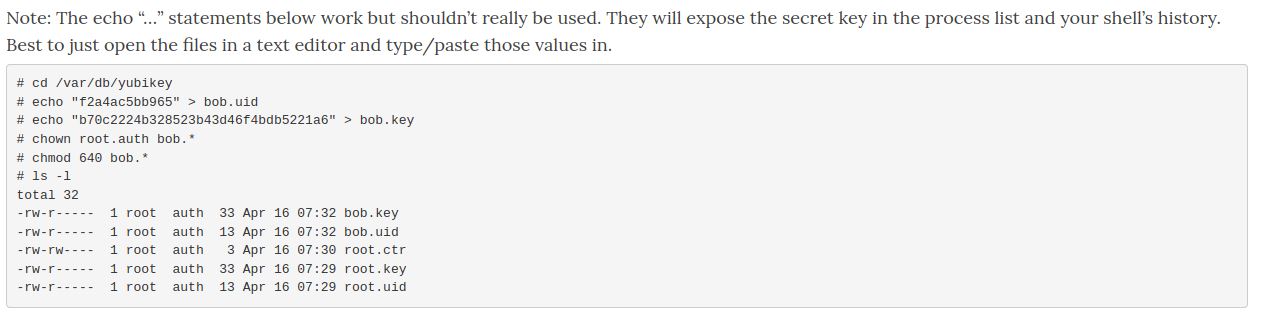 Note: The echo “…” statements below work but shouldn’t really be used. They will expose the secret key in the process list and your shell’s history.
Best to just open the files in a text editor and type/paste those values in.
# cd /var/db/yubikey
# echo "f2a4ac5bb965" > bob.uid
# echo "b70c2224b328523b43d46f4bdb5221a6" > bob.key
# chown root.auth bob.*
# chmod 640 bob.*
# ls -l
total 32
-rw-r-----  1 root  auth  33 Apr 16 07:32 bob.key
-rw-r-----  1 root  auth  13 Apr 16 07:32 bob.uid
-rw-rw----  1 root  auth   3 Apr 16 07:30 root.ctr
-rw-r-----  1 root  auth  33 Apr 16 07:29 root.key
-rw-r-----  1 root  auth  13 Apr 16 07:29 root.uid